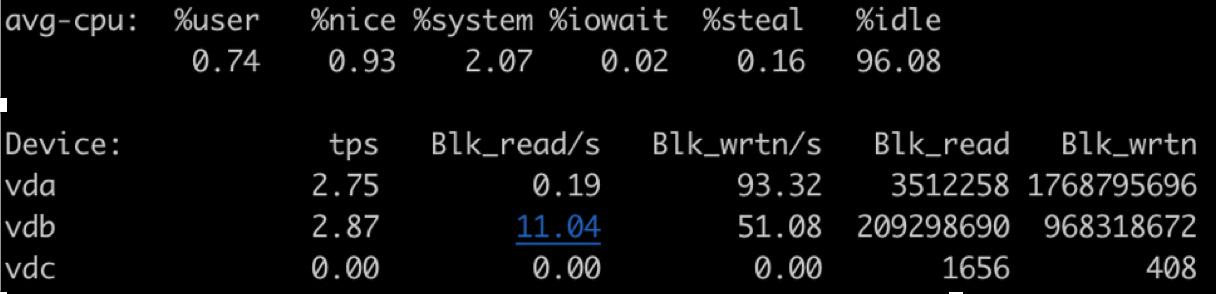 avg-cpu:  %user   %nice %system %iowait  %steal   %idle
           0.74    0.93    2.07    0.02    0.16   96.08
Device:            tps   Blk_read/s   Blk_wrtn/s   Blk_read   Blk_wrtn
vda               2.75         0.19        93.32    3512258 1768795696
vdb               2.87        11.04        51.08  209298690  968318672
vdc               0.00         0.00         0.00       1656        408